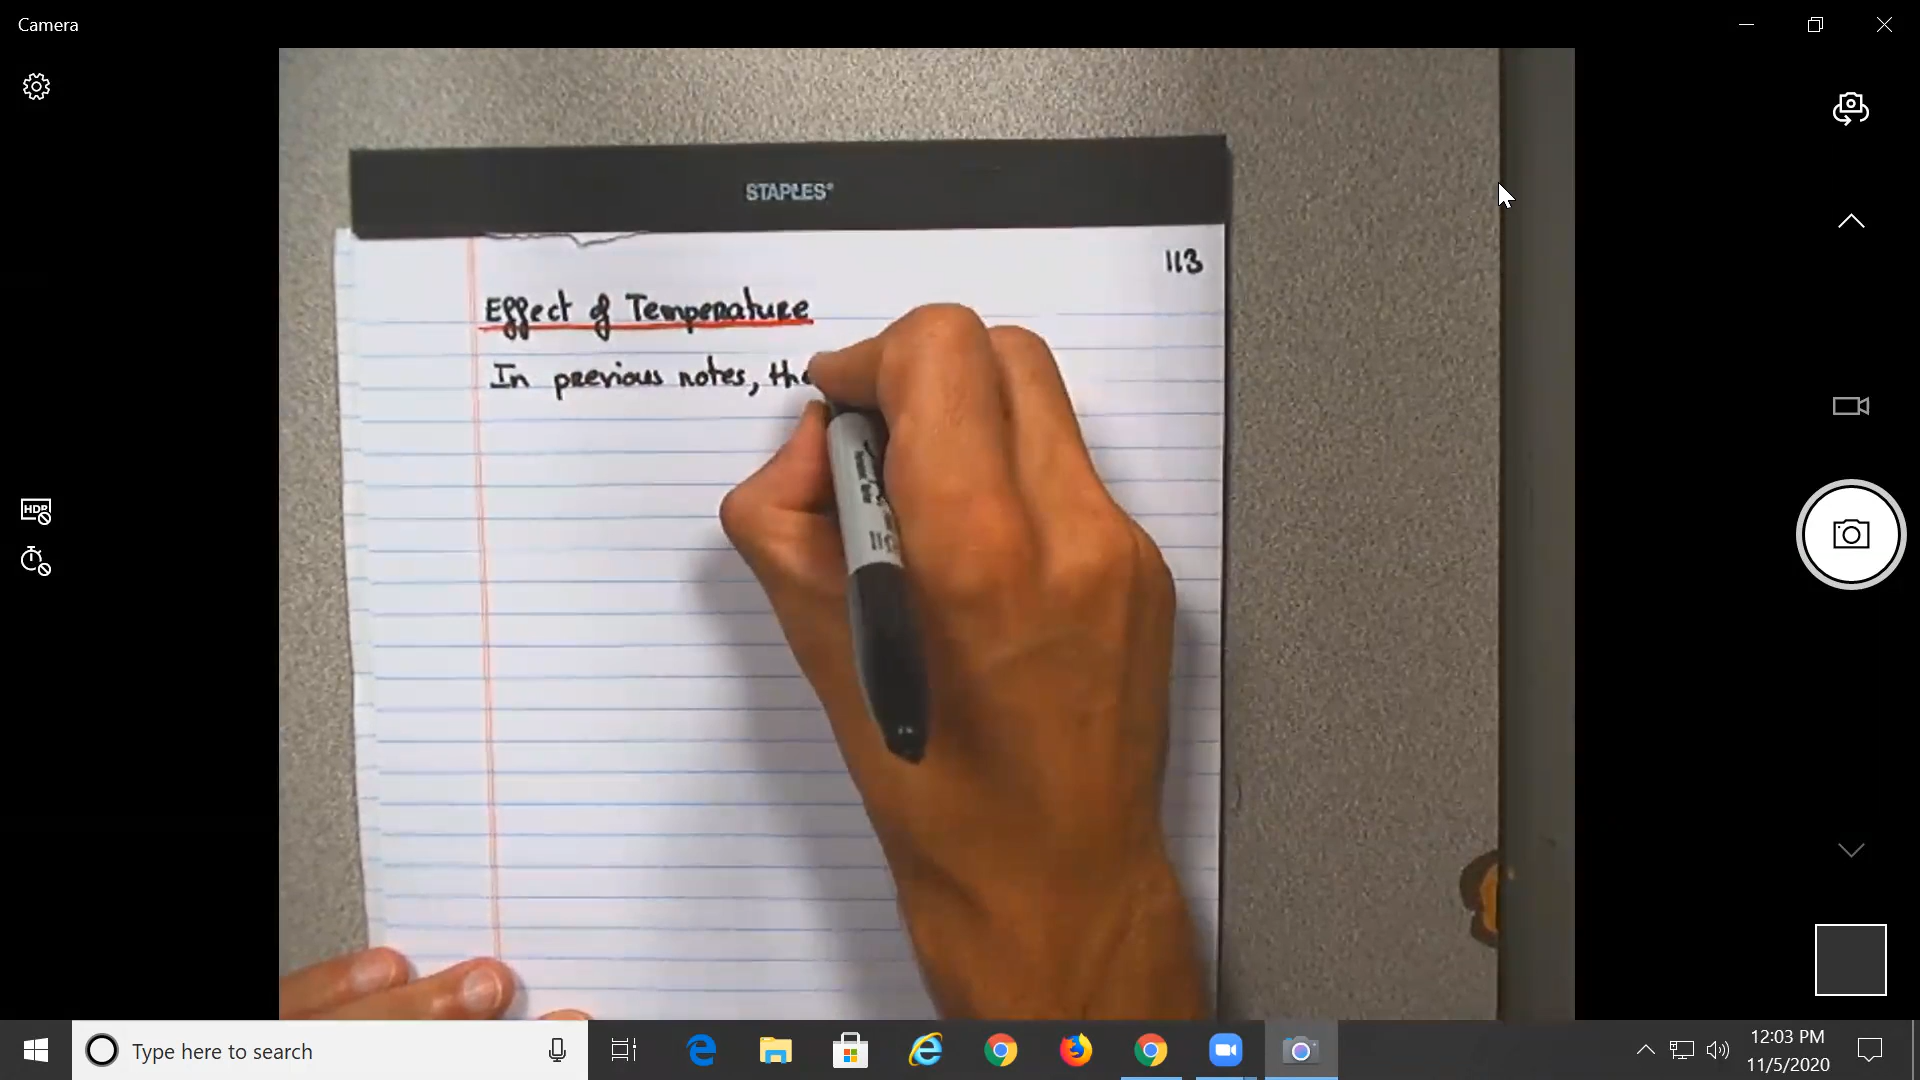 Camera
STAPLES
113
Effect of Temperature
In previous notes, the
HDR
Type here to search
12:03 PM
11/5/2020